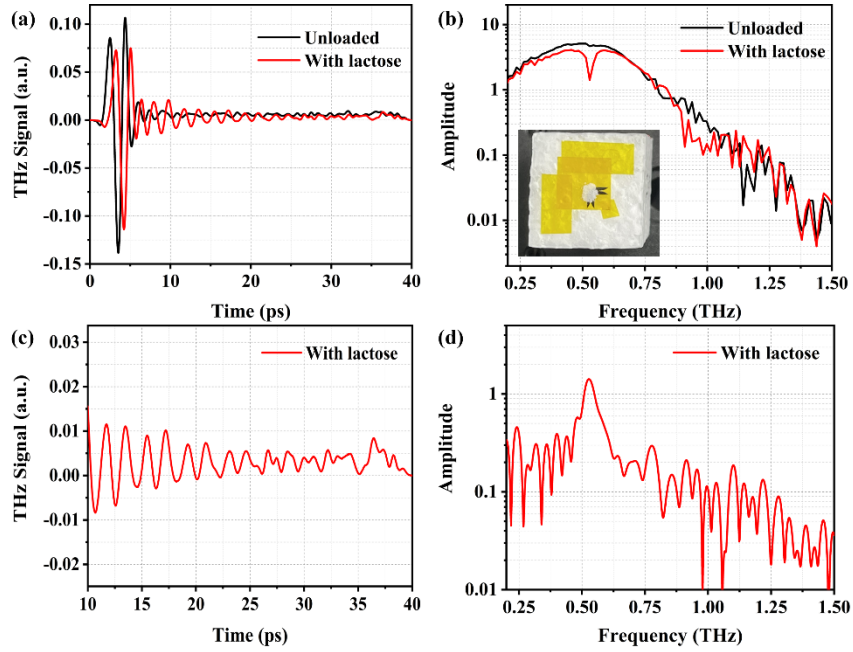 (a)
Unloaded
With lactose
THz Signal (a.u.)
0.10
0.05
0.00
-0.05
-0.10
-0.15
0 10 20 30 40
Time (ps)
(b)
Unloaded
With lactose
Amplitude
10
1
0.1
0.01
0.25 0.50 0.75 1.00 1.25 1.50
Frequency (THz)
(c)
With lactose
THz Signal (a.u.)
0.03
0.02
0.01
0.00
-0.01
-0.02
10 15 20 25 30 35 40
Time (ps)
(d)
With lactose
Amplitude
1
0.1
0.01
0.25 0.50 0.75 1.00 1.25 1.50
Frequency (THz)